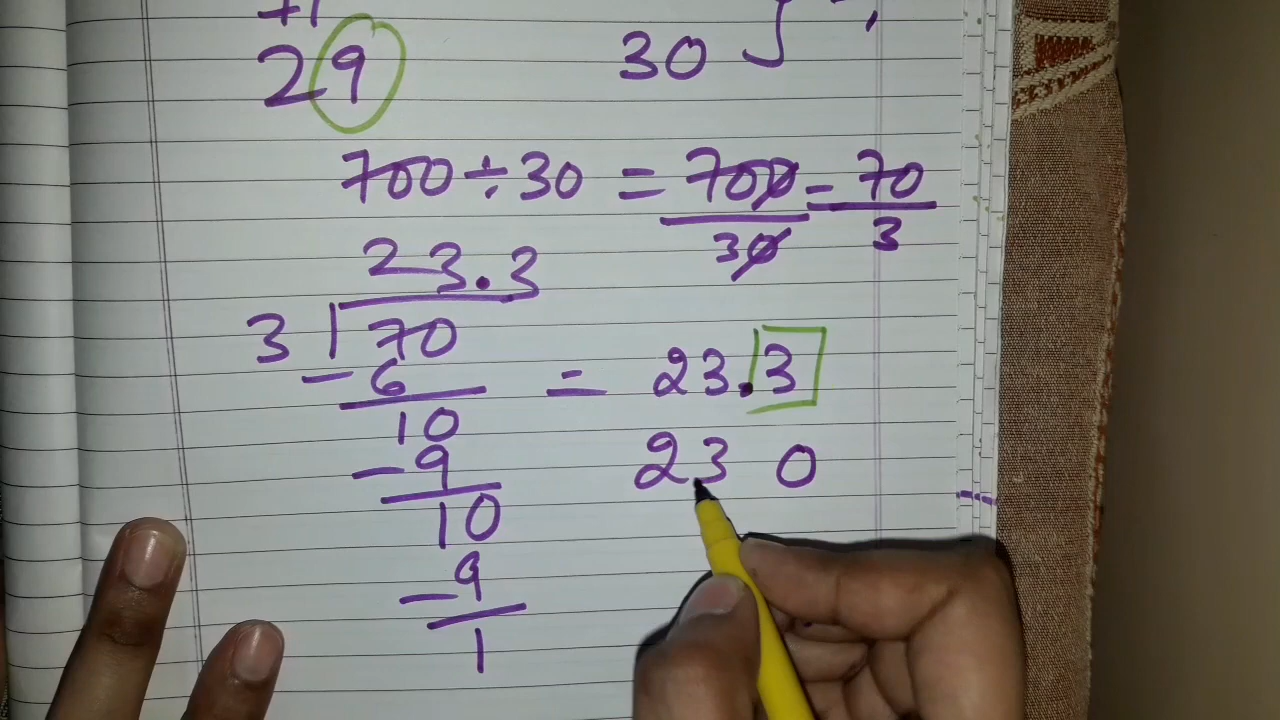 29
30
700 ÷ 30 = 700/30 = 70/3
23.3
3 70
- 6 = 23.3
10
- 9 23 0
10
- 9
1